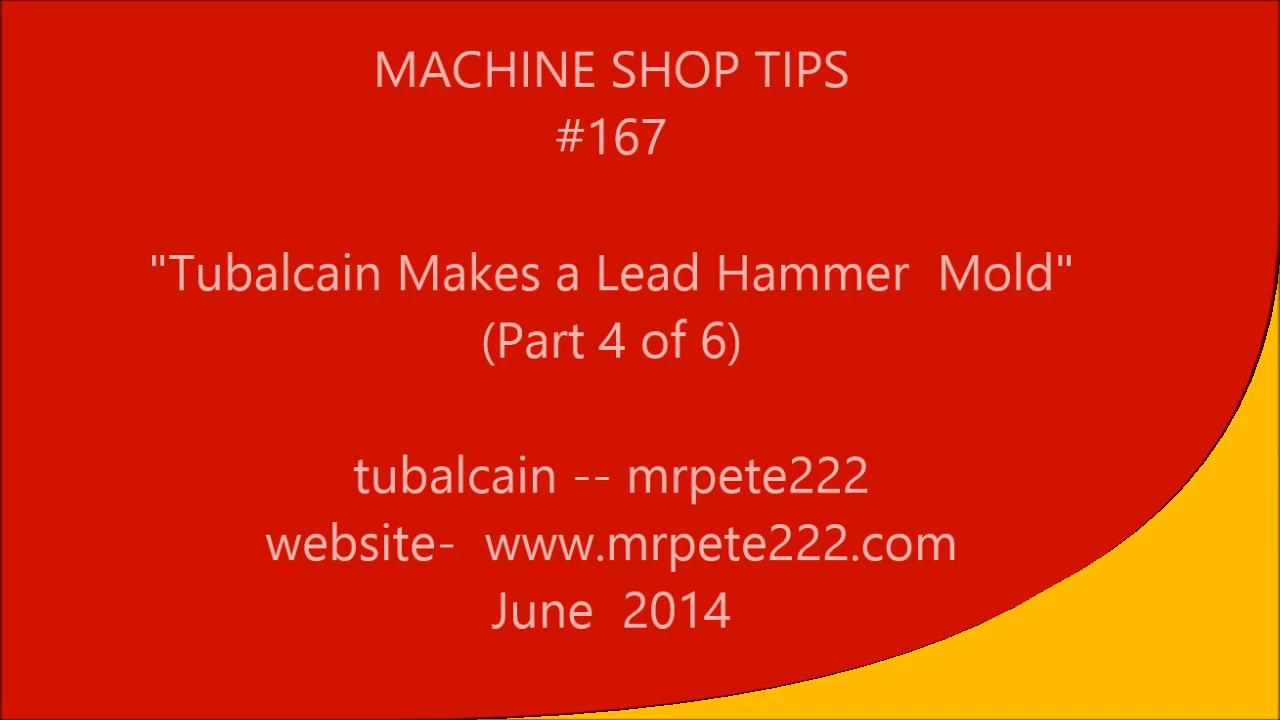 MACHINE SHOP TIPS
#167
"Tubalcain Makes a Lead Hammer  Mold"
(Part 4 of 6)
tubalcain -- mrpete222
website-  www.mrpete222.com
June  2014